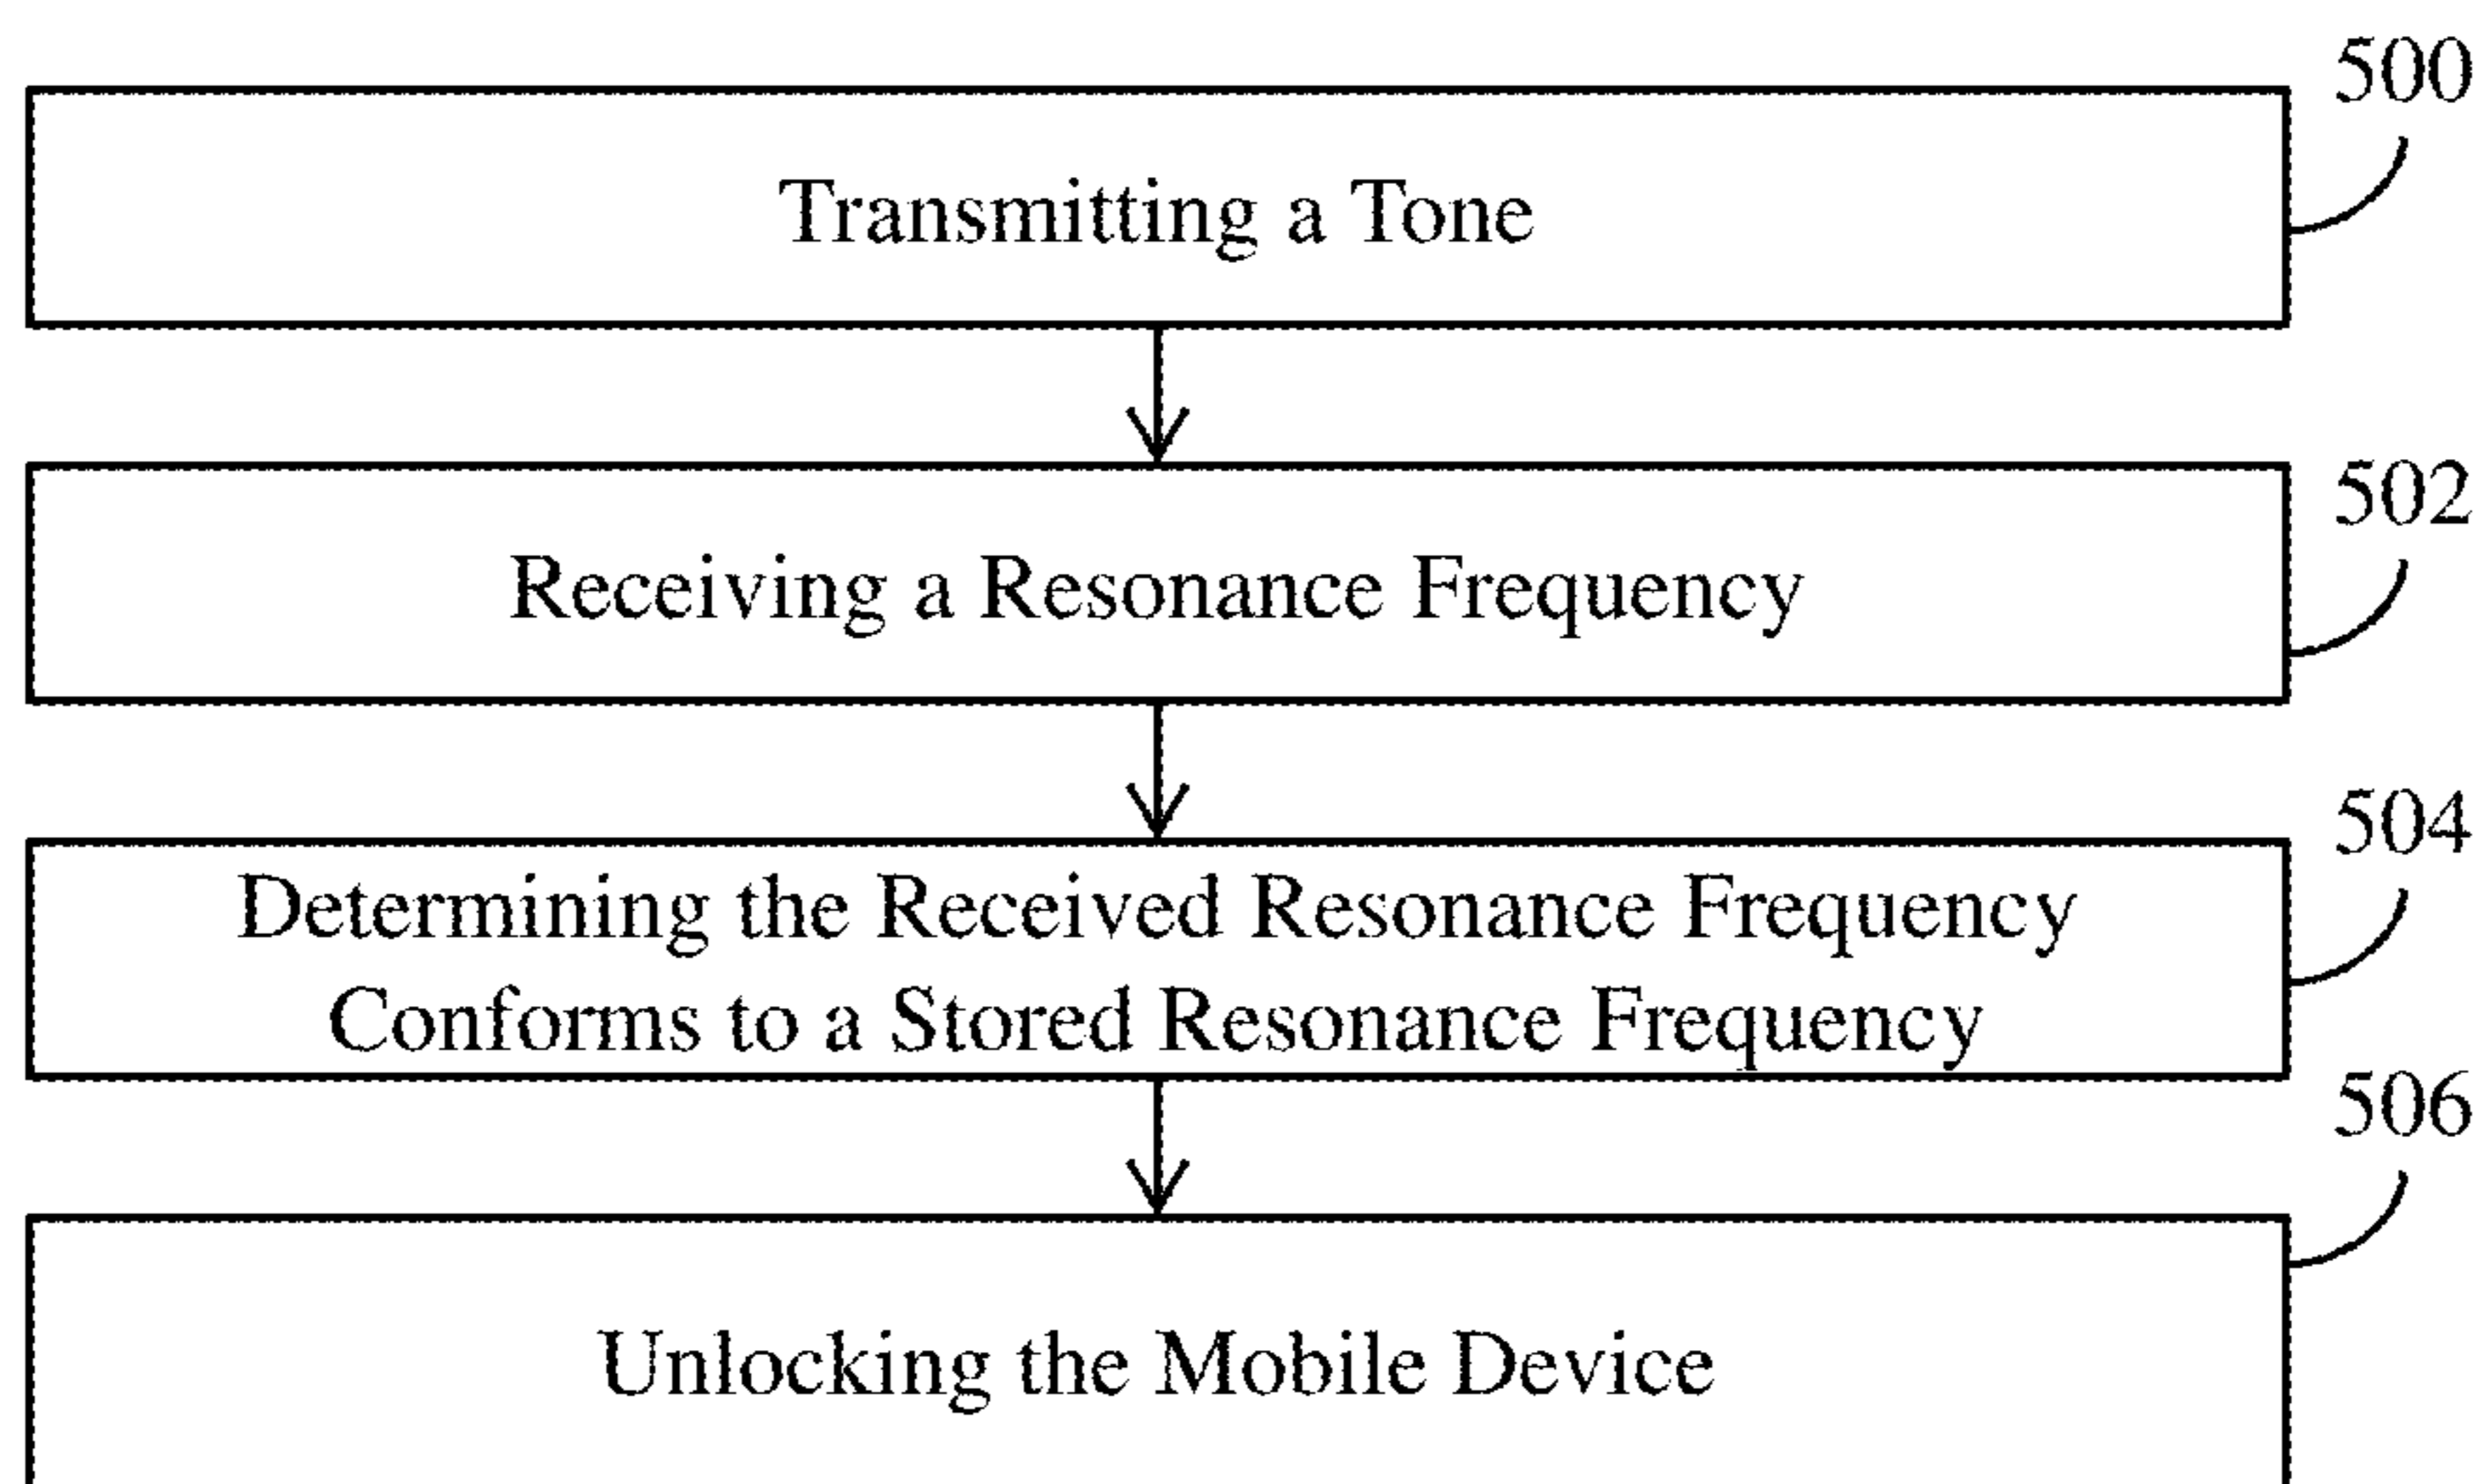 500
Transmitting a Tone
502
Receiving a Resonance Frequency
504
Determining the Received Resonance Frequency
Conforms to a Stored Resonance Frequency
506
Unlocking the Mobile Device